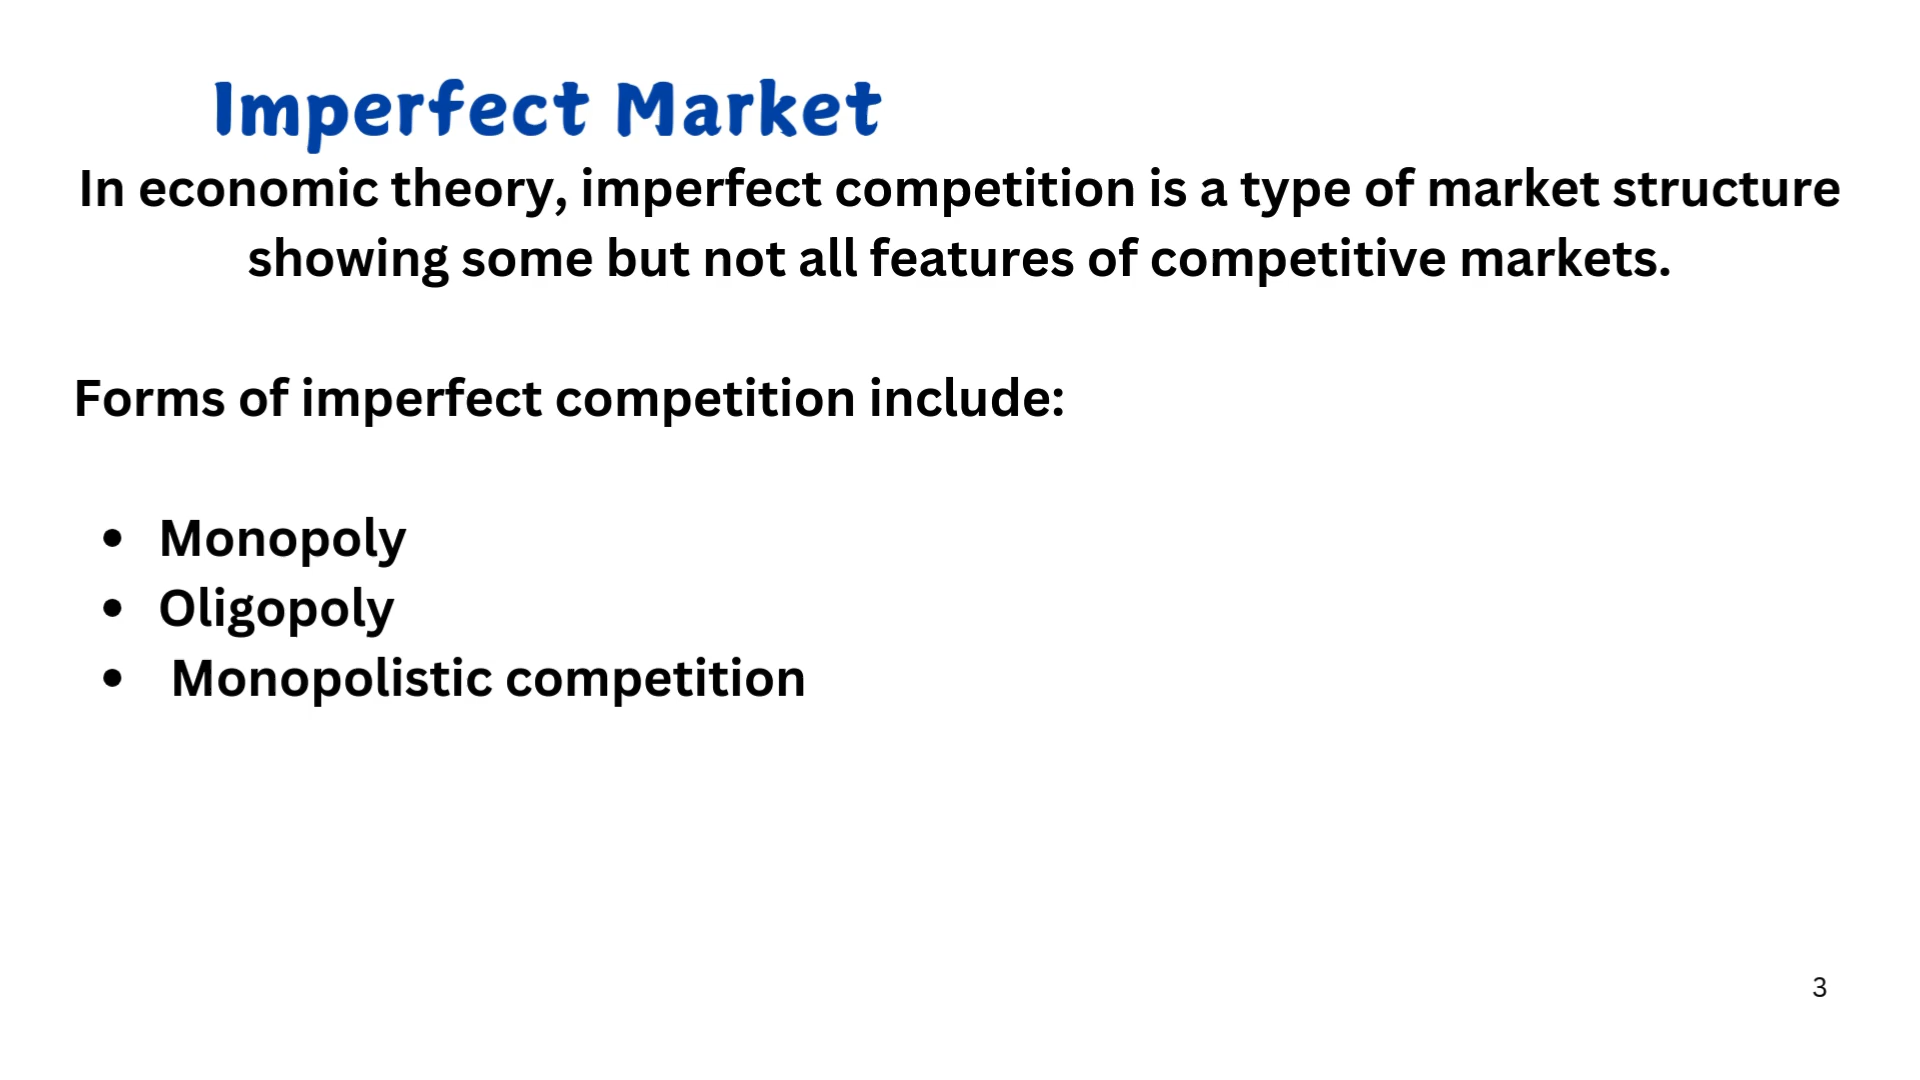 Imperfect Market
In economic theory, imperfect competition is a type of market structure
showing some but not all features of competitive markets.
Forms of imperfect competition include:
• Monopoly
• Oligopoly
• Monopolistic competition
3